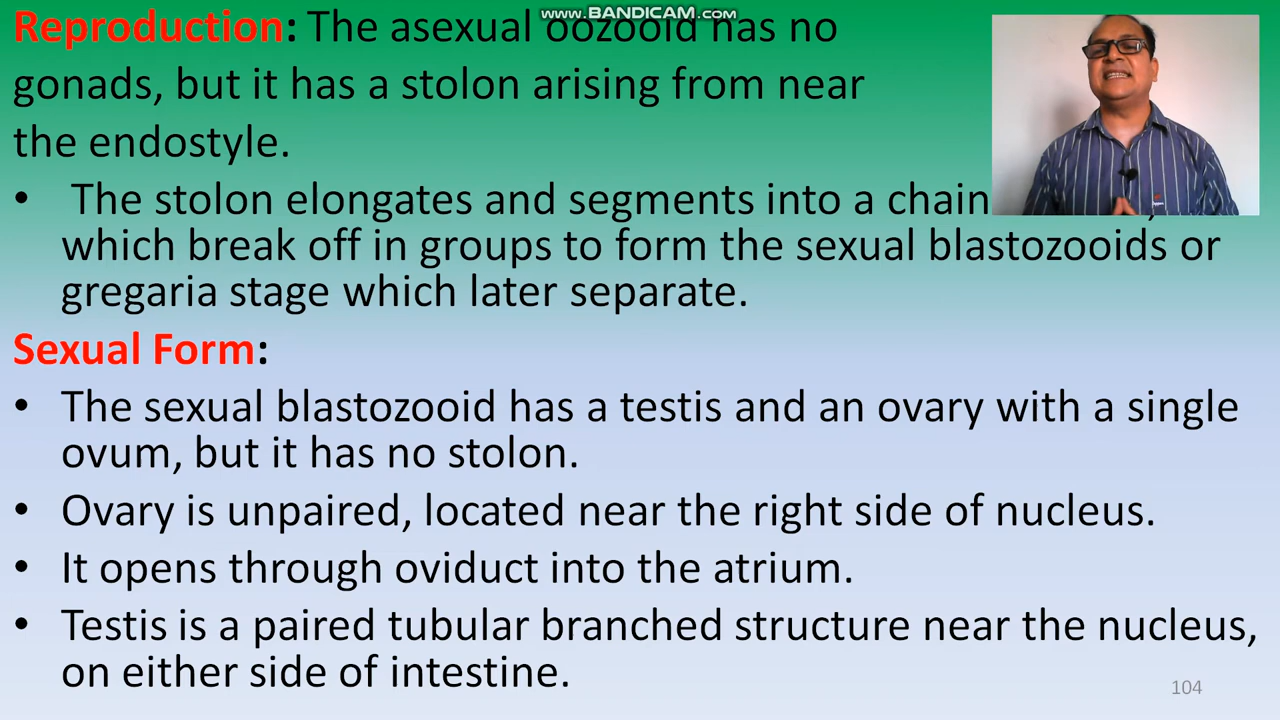 www.BANDICAM.com
Reproduction: The asexual oozooid has no
gonads, but it has a stolon arising from near
the endostyle.
• The stolon elongates and segments into a chain
which break off in groups to form the sexual blastozooids or
gregaria stage which later separate.
Sexual Form:
• The sexual blastozooid has a testis and an ovary with a single
ovum, but it has no stolon.
• Ovary is unpaired, located near the right side of nucleus.
• It opens through oviduct into the atrium.
• Testis is a paired tubular branched structure near the nucleus,
on either side of intestine.
104